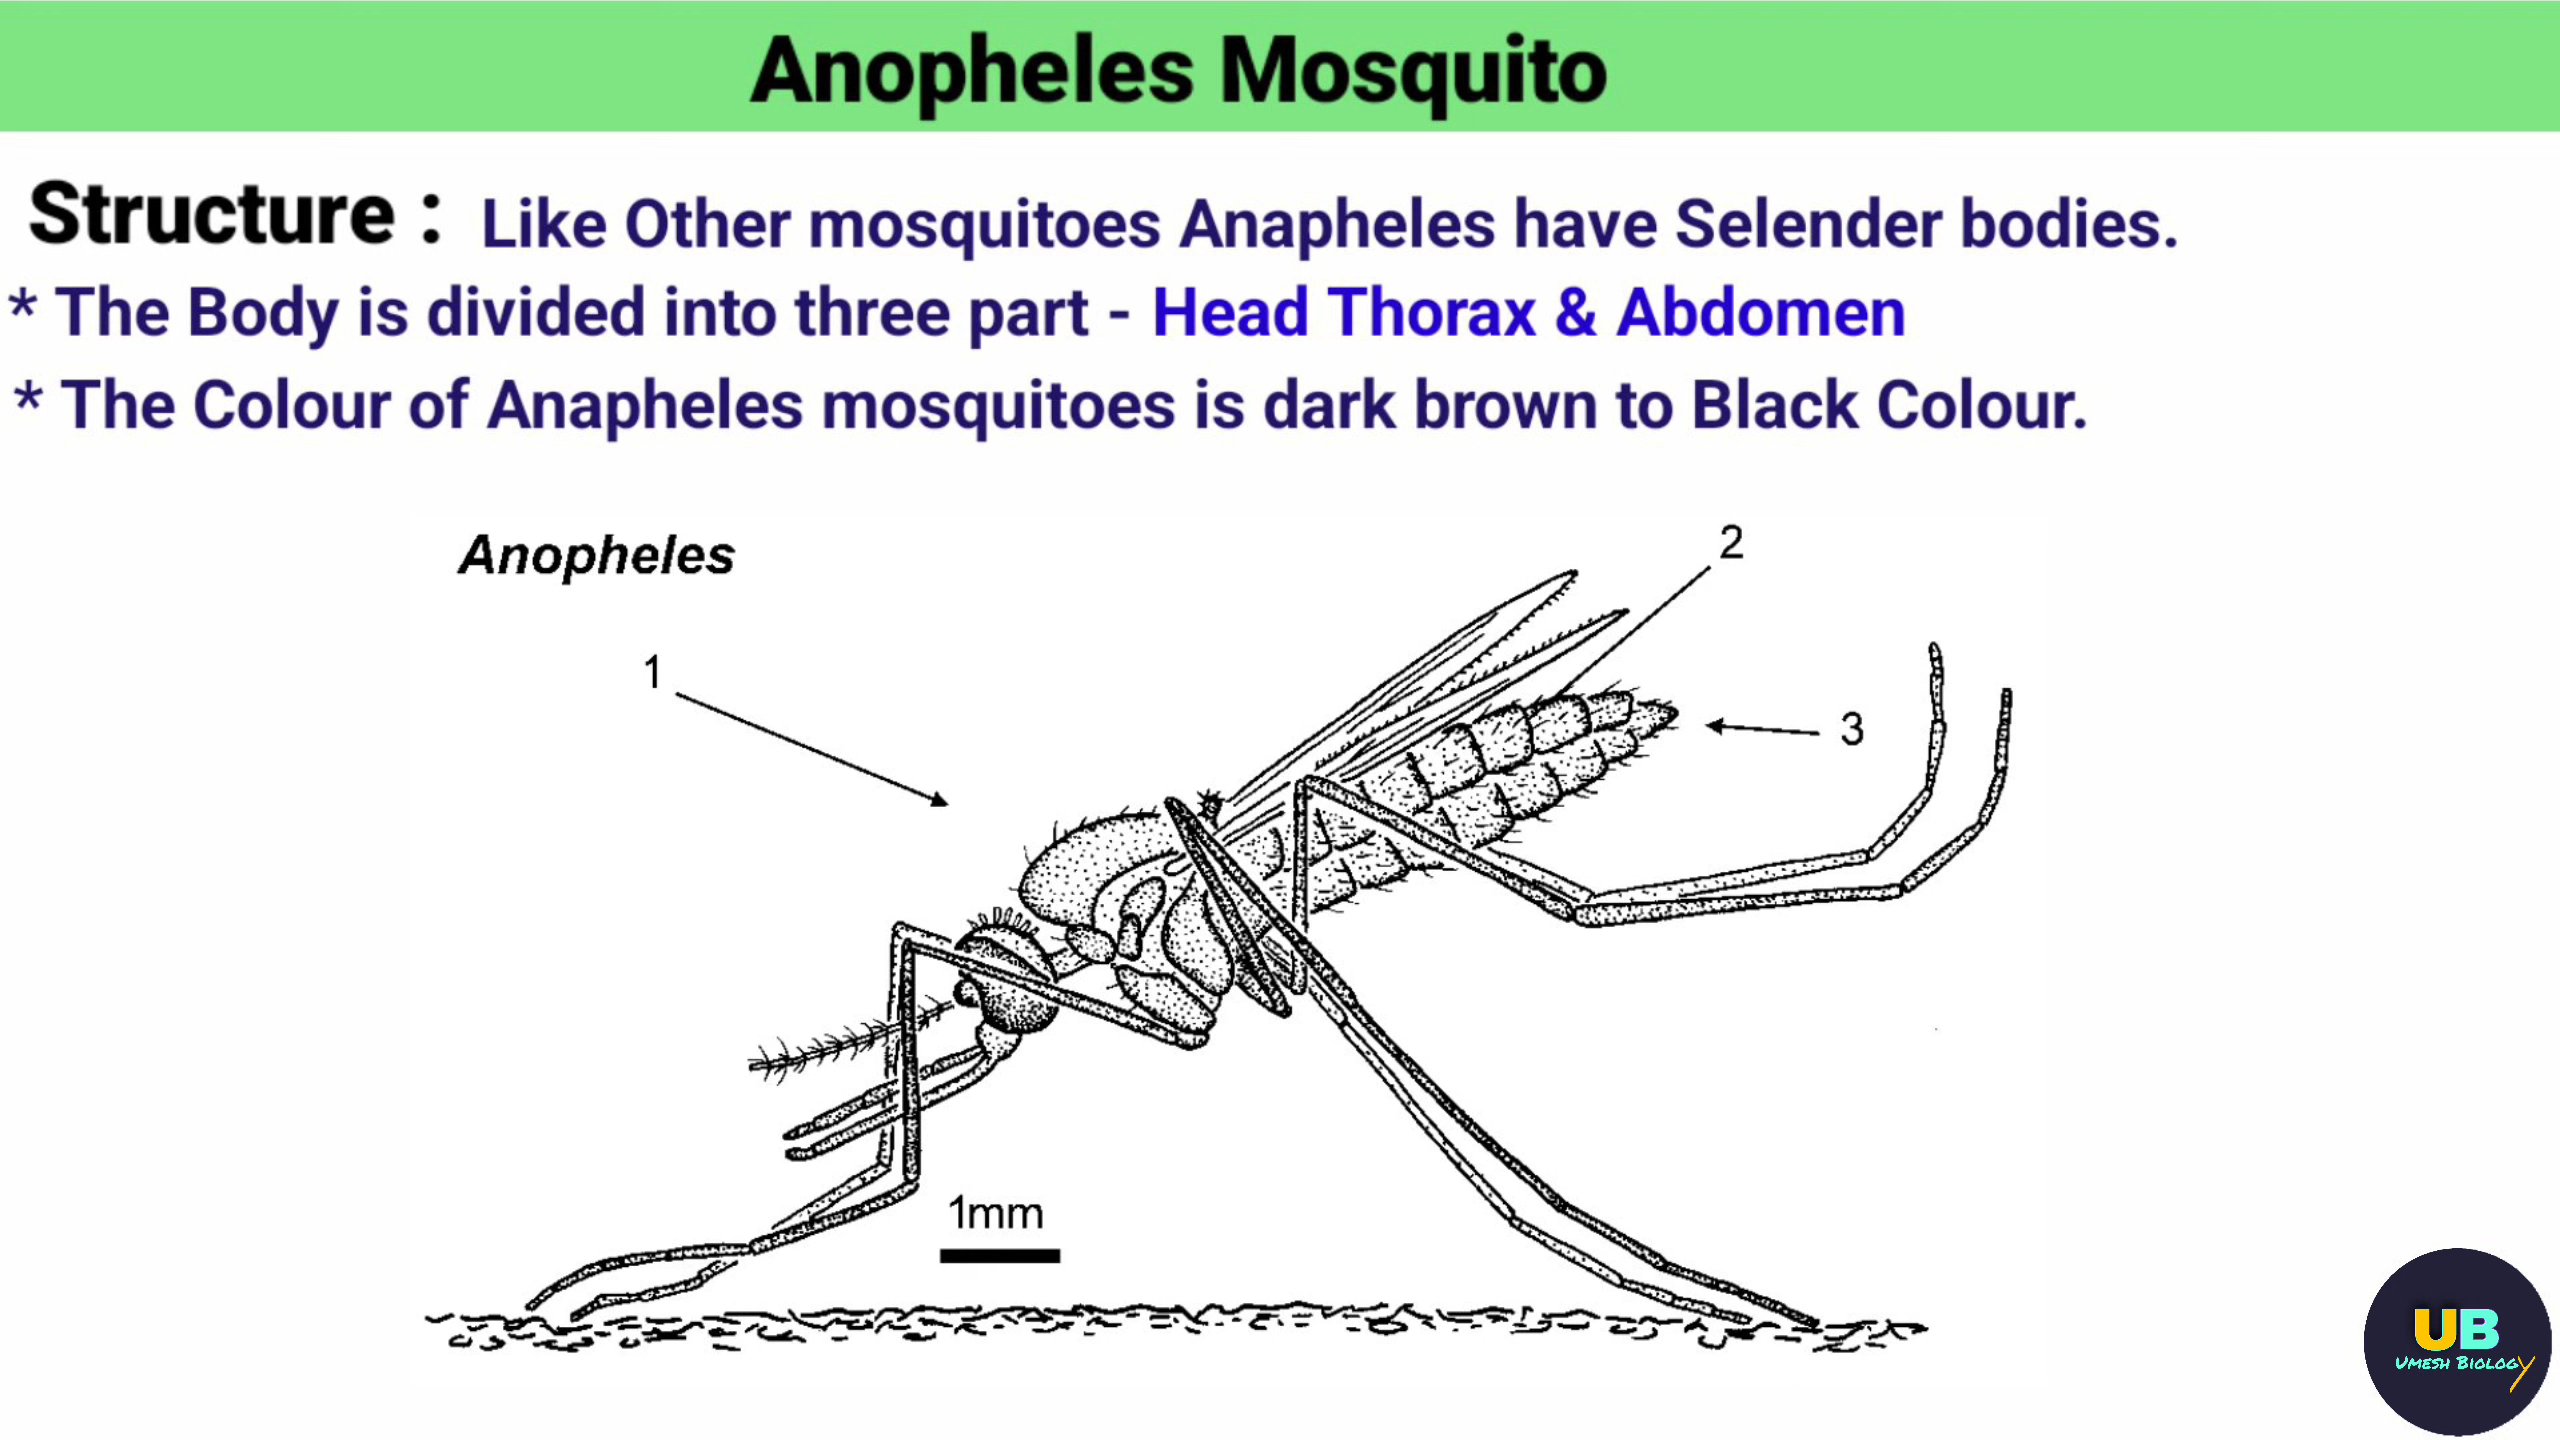 Anopheles Mosquito
Structure : Like Other mosquitoes Anapheles have Selender bodies.
* The Body is divided into three part - Head Thorax & Abdomen
* The Colour of Anapheles mosquitoes is dark brown to Black Colour.
Anopheles
2
1
3
1mm
UB
UMESH BIOLOGY